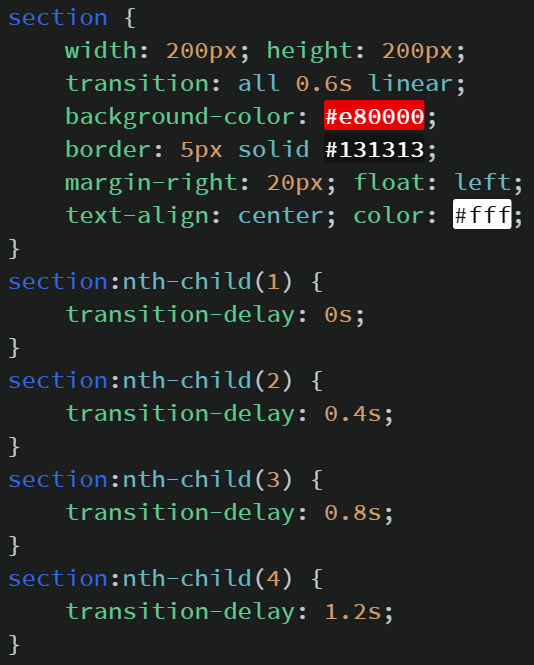 section {
    width: 200px; height: 200px;
    transition: all 0.6s linear;
    background-color: #e80000;
    border: 5px solid #131313;
    margin-right: 20px; float: left;
    text-align: center; color: #fff;
}
section:nth-child(1) {
    transition-delay: 0s;
}
section:nth-child(2) {
    transition-delay: 0.4s;
}
section:nth-child(3) {
    transition-delay: 0.8s;
}
section:nth-child(4) {
    transition-delay: 1.2s;
}